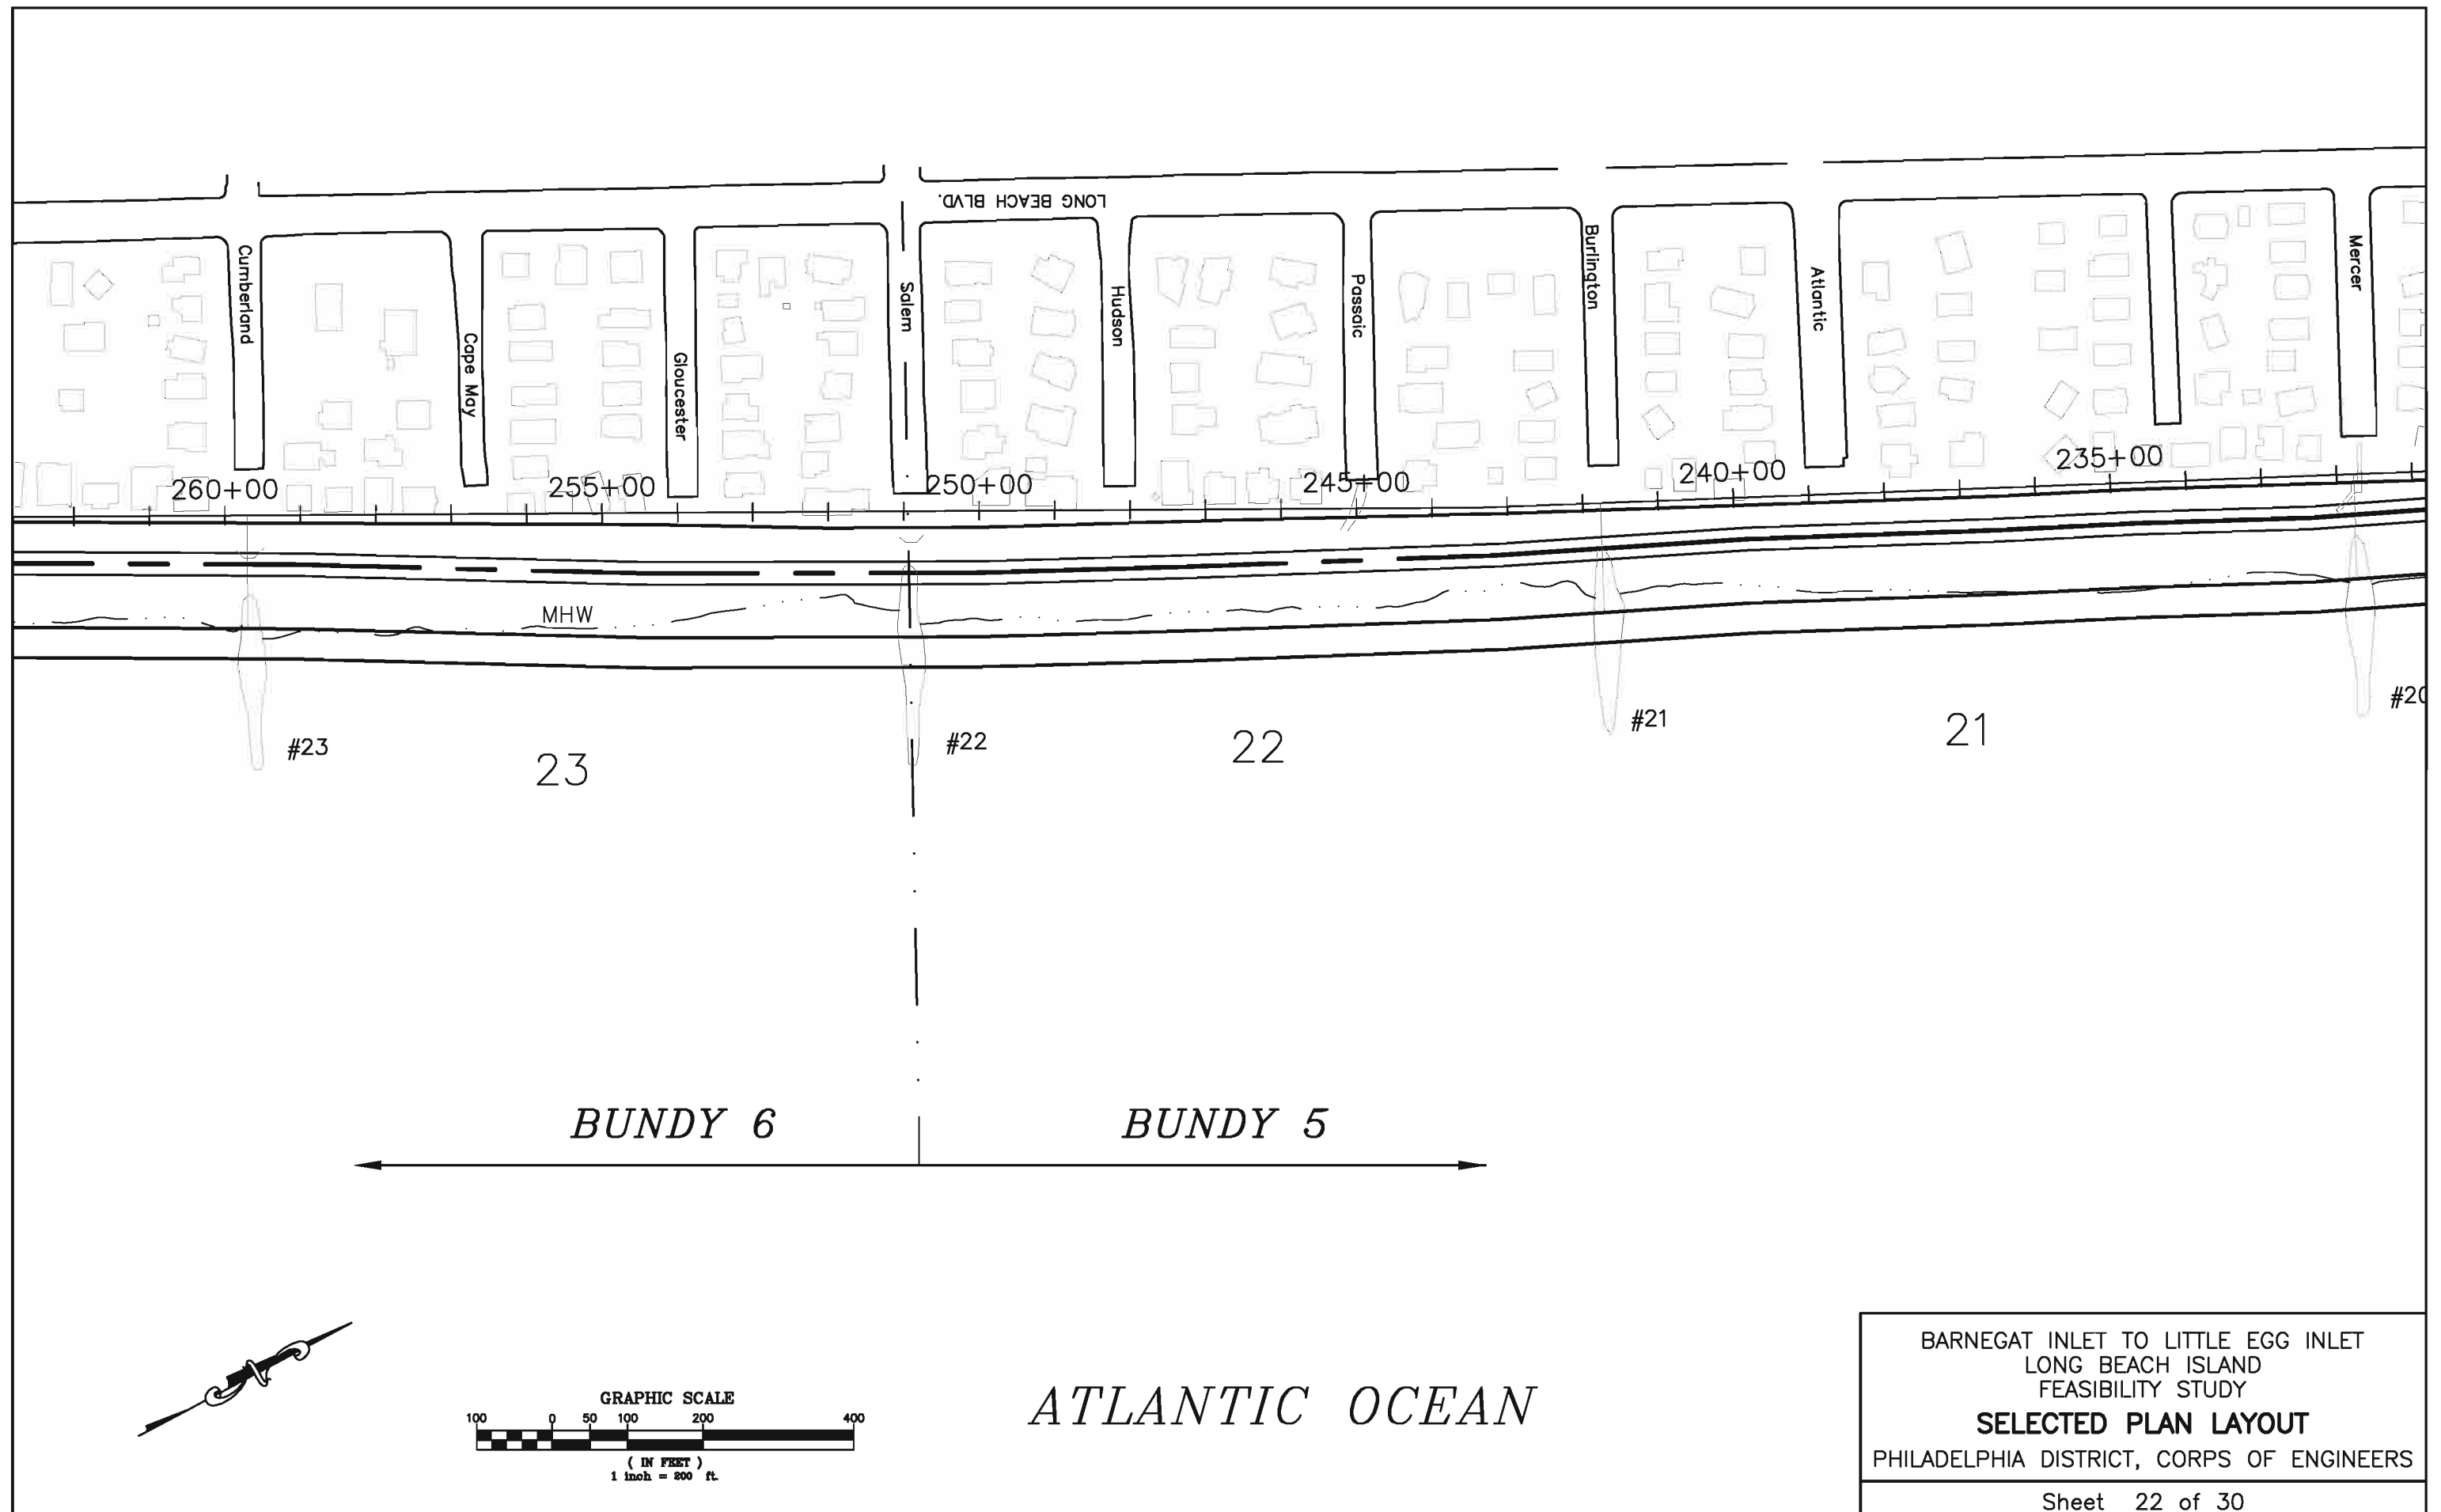 LONG BEACH BLVD.
Cumberland
Cape May
Gloucester
Salem
Hudson
Passaic
Burlington
Atlantic
Mercer
260+00
255+00
250+00
245+00
240+00
235+00
MHW
#23
23
#22
22
#21
21
#20
BUNDY 6
BUNDY 5
GRAPHIC SCALE
100 0 50 100 200 400
( IN FEET )
1 inch = 200 ft.
ATLANTIC OCEAN
BARNEGAT INLET TO LITTLE EGG INLET
LONG BEACH ISLAND
FEASIBILITY STUDY
SELECTED PLAN LAYOUT
PHILADELPHIA DISTRICT, CORPS OF ENGINEERS
Sheet 22 of 30